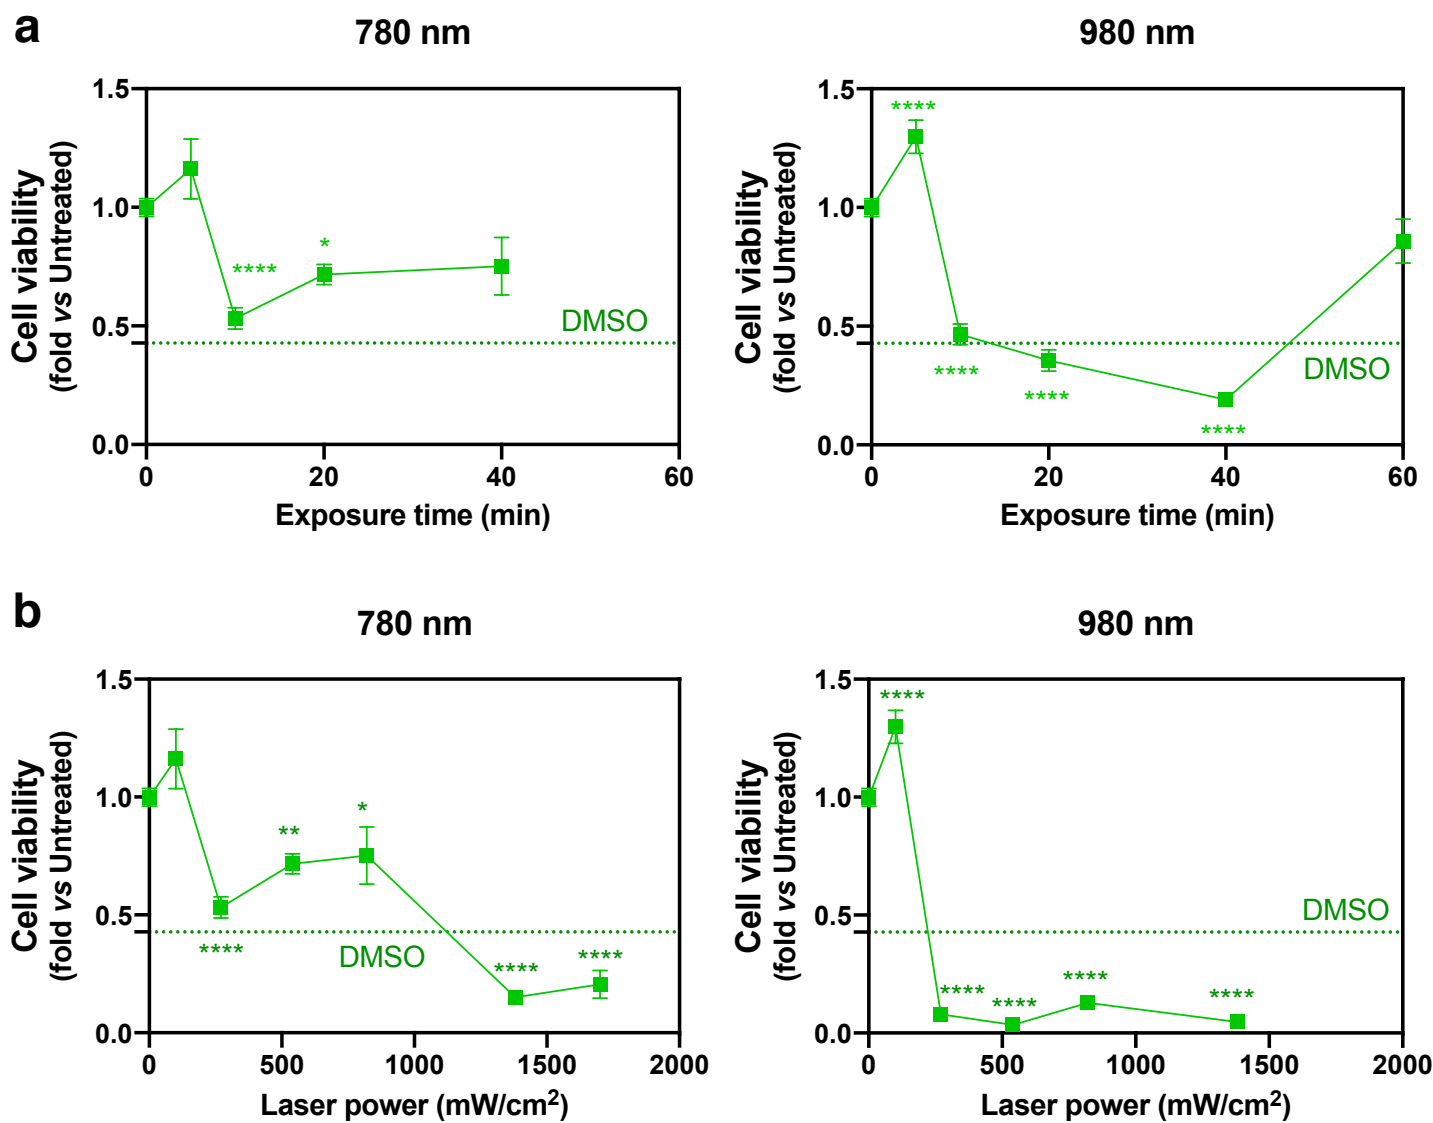 a
780 nm
980 nm
Cell viability
(fold vs Untreated)
1.5
1.0
0.5
0.0
****
*
DMSO
0
20
40
60
Exposure time (min)
Cell viability
(fold vs Untreated)
1.5
1.0
0.5
0.0
****
****
****
****
DMSO
0
20
40
60
Exposure time (min)
b
780 nm
980 nm
Cell viability
(fold vs Untreated)
1.5
1.0
0.5
0.0
****
**
*
DMSO
****
****
0
500
1000
1500
2000
Laser power (mW/cm²)
Cell viability
(fold vs Untreated)
1.5
1.0
0.5
0.0
****
DMSO
****
****
****
****
0
500
1000
1500
2000
Laser power (mW/cm²)